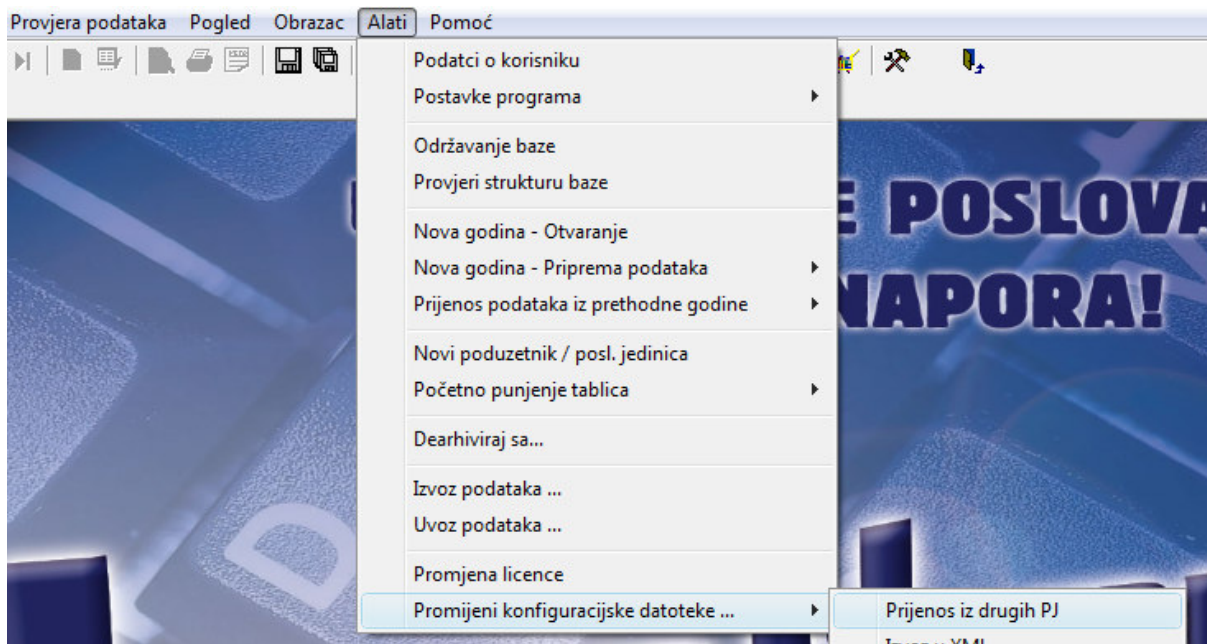 Provjera podataka Pogled Obrazac Alati Pomoć
Podatci o korisniku
Postavke programa
Održavanje baze
Provjeri strukturu baze
Nova godina - Otvaranje
Nova godina - Priprema podataka
Prijenos podataka iz prethodne godine
Novi poduzetnik / posl. jedinica
Početno punjenje tablica
Dearhiviraj sa...
Izvoz podataka ...
Uvoz podataka ...
Promjena licence
Promijeni konfiguracijske datoteke ...
Prijenos iz drugih PJ
E POSLOVA
NAPORA!